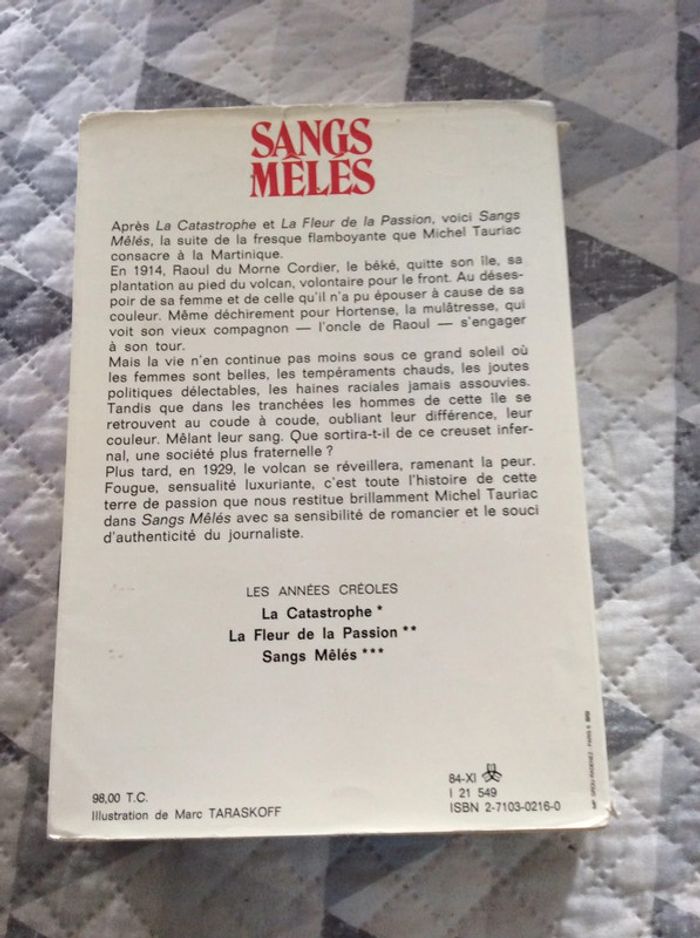 SANGS
MÊLÉS
Après La Catastrophe et La Fleur de la Passion, voici Sangs
Mêlés, la suite de la fresque flamboyante que Michel Tauriac
consacre à la Martinique.
En 1914, Raoul du Morne Cordier, le béké, quitte son île, sa
plantation au pied du volcan, volontaire pour le front. Au déses-
poir de sa femme et de celle qu'il n'a pu épouser à cause de sa
couleur. Même déchirement pour Hortense, la mulâtresse, qui
voit son vieux compagnon — l'oncle de Raoul — s'engager
à son tour.
Mais la vie n'en continue pas moins sous ce grand soleil où
les femmes sont belles, les tempéraments chauds, les joutes
politiques délectables, les haines raciales jamais assouvies.
Tandis que dans les tranchées les hommes de cette île se
retrouvent au coude à coude, oubliant leur différence, leur
couleur. Mêlant leur sang. Que sortira-t-il de ce creuset infer-
nal, une société plus fraternelle ?
Plus tard, en 1929, le volcan se réveillera, ramenant la peur.
Fougue, sensualité luxuriante, c'est toute l'histoire de cette
terre de passion que nous restitue brillamment Michel Tauriac
dans Sangs Mêlés avec sa sensibilité de romancier et le souci
d'authenticité du journaliste.
LES ANNÉES CRÉOLES
La Catastrophe *
La Fleur de la Passion **
Sangs Mêlés ***
98,00 T.C.
Illustration de Marc TARASKOFF
84-XI
I 21 549
ISBN 2-7103-0216-0